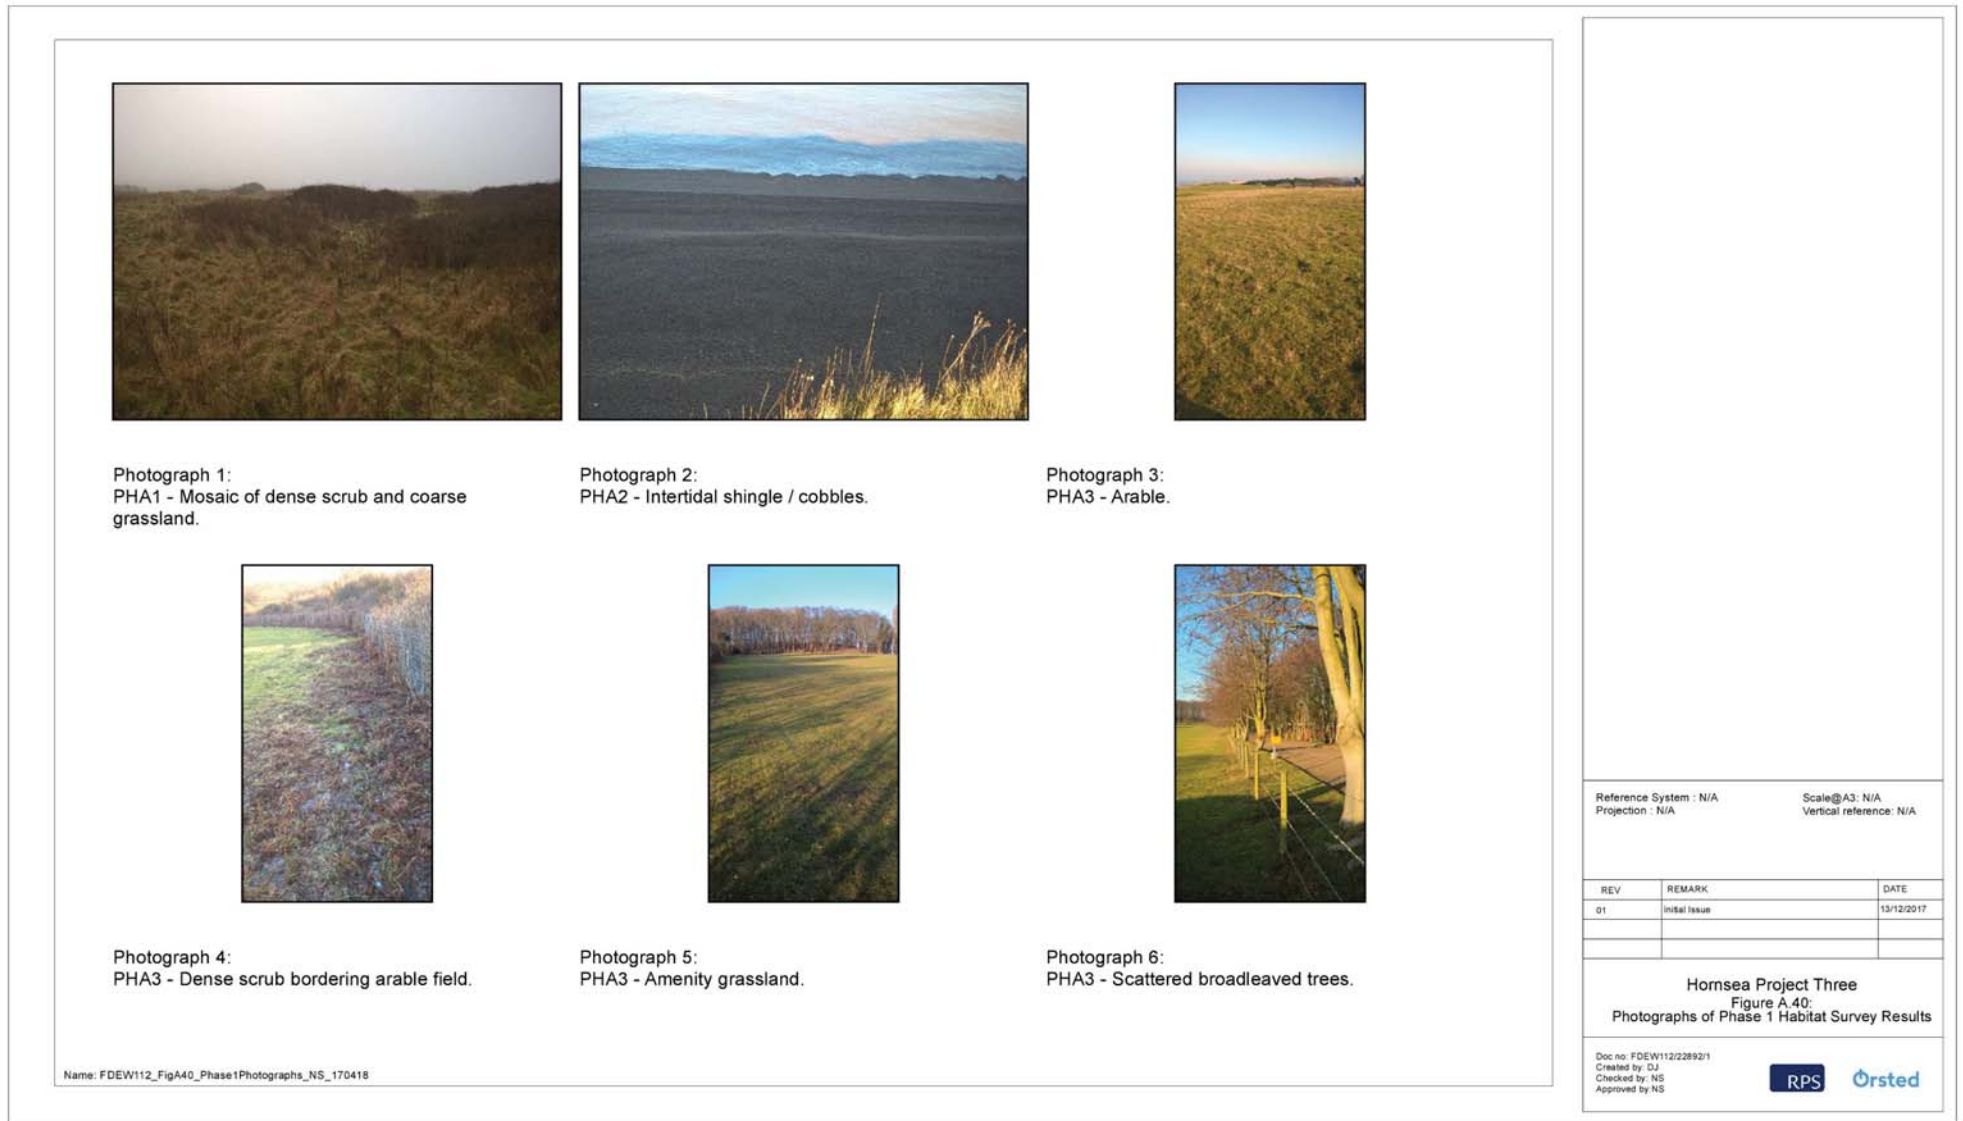 Photograph 1:
PHA1 - Mosaic of dense scrub and coarse
grassland.
Photograph 2:
PHA2 - Intertidal shingle / cobbles.
Photograph 3:
PHA3 - Arable.
Photograph 4:
PHA3 - Dense scrub bordering arable field.
Photograph 5:
PHA3 - Amenity grassland.
Photograph 6:
PHA3 - Scattered broadleaved trees.
Name: FDEW112_FigA40_Phase1Photographs_NS_170418
Reference System : N/A
Projection : N/A
Scale@A3: N/A
Vertical reference: N/A
REV REMARK DATE
01 Initial Issue 13/12/2017
Hornsea Project Three
Figure A.40:
Photographs of Phase 1 Habitat Survey Results
Doc no: FDEW112/22892/1
Created by: DJ
Checked by: NS
Approved by:NS
RPS
Ørsted